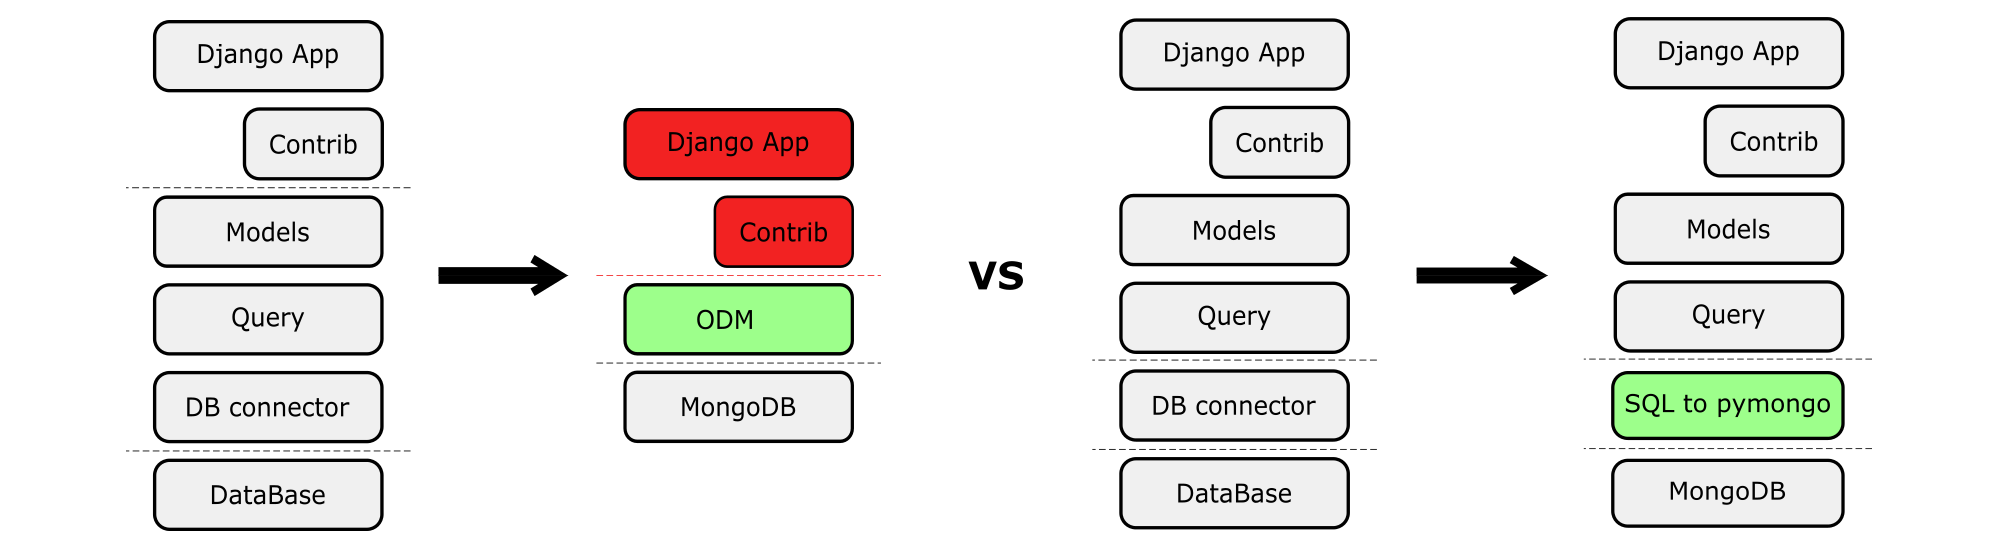 Django App
Contrib
Models
Query
DB connector
DataBase
Django App
Contrib
ODM
MongoDB
vs
Django App
Contrib
Models
Query
DB connector
DataBase
Django App
Contrib
Models
Query
SQL to pymongo
MongoDB